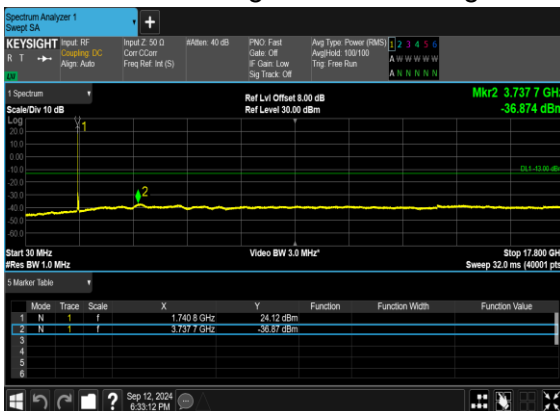 Spectrum Analyzer 1
Swept SA
KEYSIGHT Input: RF Input Z: 50 Ω #Atten: 40 dB PNO: Fast Avg Type: Power (RMS) 1 2 3 4 5 6
R T Coupling: DC Corr CCorr Gate: Off Avg|Hold: 100/100 A W W W W W
Align: Auto Freq Ref: Int (S) IF Gain: Low Trig: Free Run A N N N N N
Sig Track: Off
LV
1 Spectrum Ref Lvl Offset 8.00 dB Mkr2 3.737 7 GHz
Scale/Div 10 dB Ref Level 30.00 dBm -36.874 dBm
Log
20.0
10.0
0.00
-10.0
-20.0
-30.0
-40.0
-50.0
-60.0
1
2
DL1 -13.00 dBm
Start 30 MHz Video BW 3.0 MHz* Stop 17.800 GHz
#Res BW 1.0 MHz Sweep 32.0 ms (40001 pts)
5 Marker Table
Mode Trace Scale X Y Function Function Width Function Value
1 N 1 f 1.740 8 GHz 24.12 dBm
2 N 1 f 3.737 7 GHz -36.87 dBm
3
4
5
6
? Sep 12, 2024
6:33:12 PM